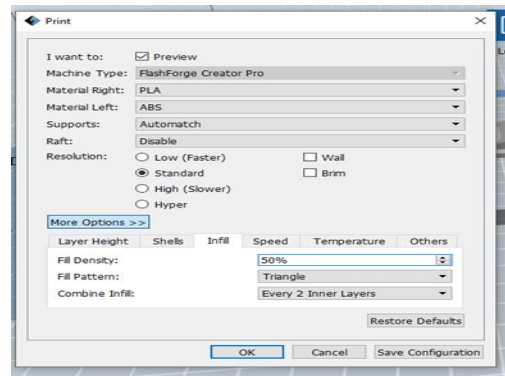 Print
I want to: Preview
Machine Type: FlashForge Creator Pro
Material Right: PLA
Material Left: ABS
Supports: Automatch
Raft: Disable
Resolution: Low (Faster) Wall
Standard Brim
High (Slower)
Hyper
More Options >>
Layer Height Shells Infill Speed Temperature Others
Fill Density: 50%
Fill Pattern: Triangle
Combine Infill: Every 2 Inner Layers
Restore Defaults
OK Cancel Save Configuration